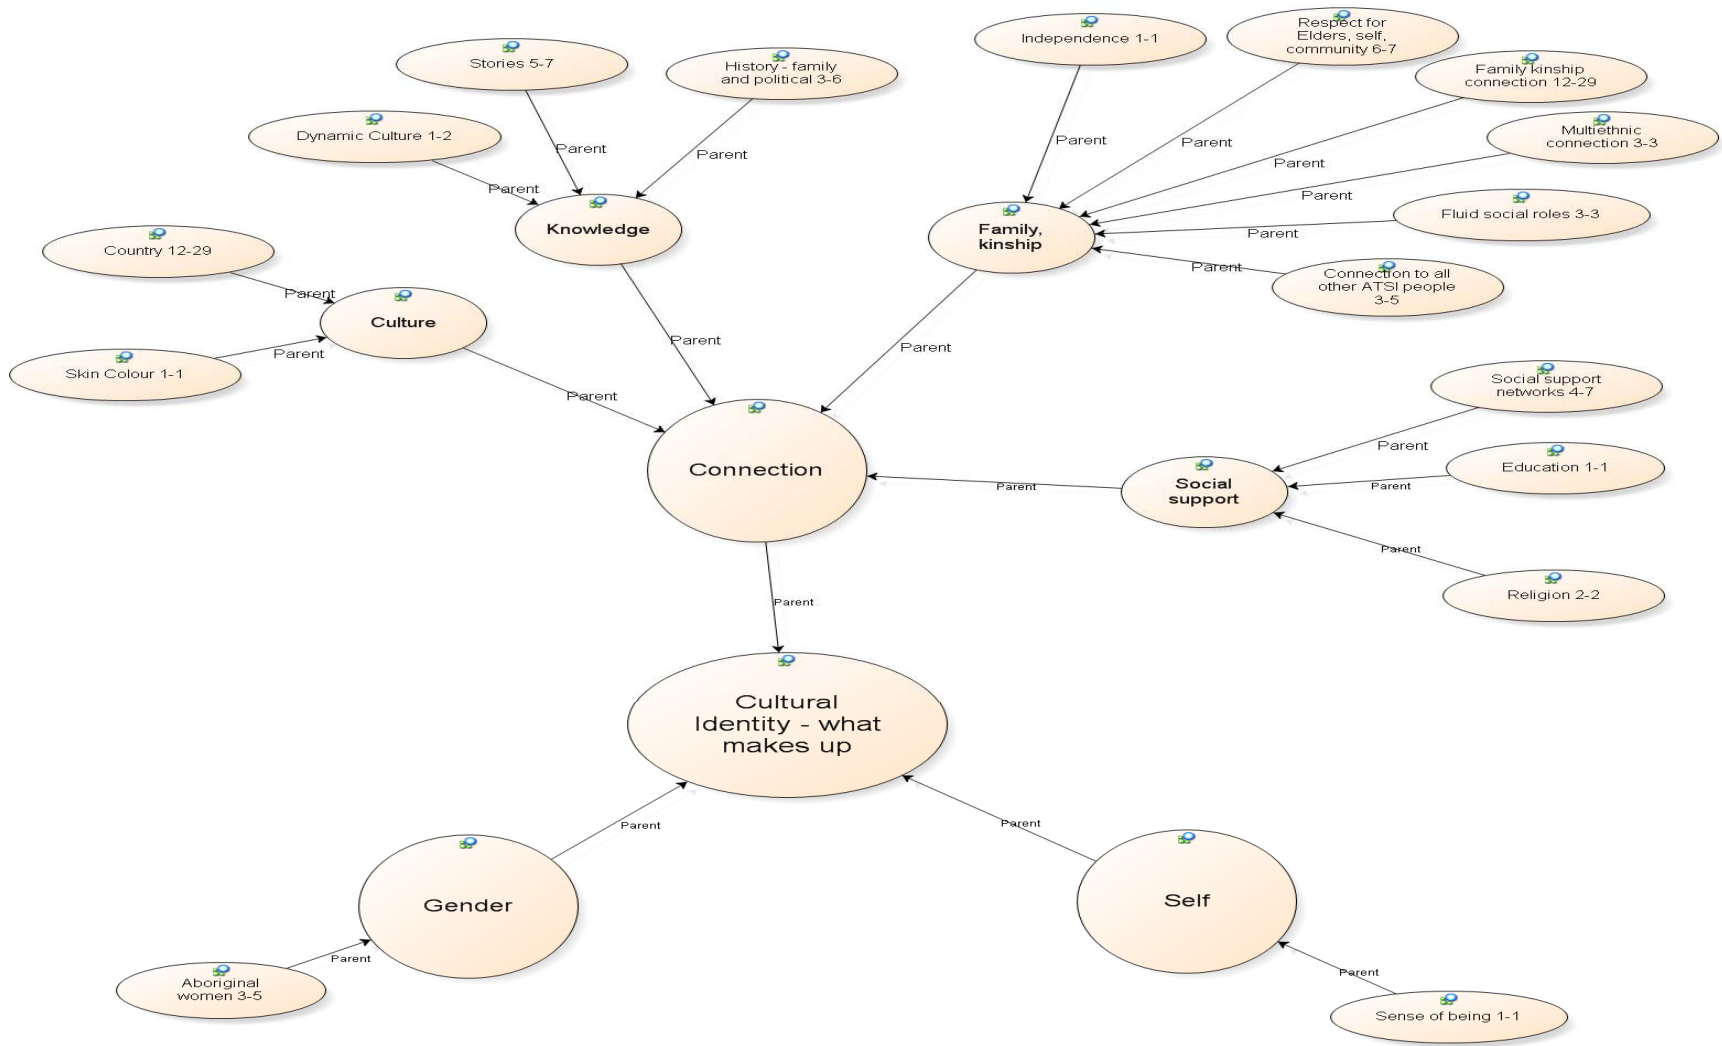 Independence 1-1
Respect for
Elders, self,
community 6-7
Stories 5-7
History - family
and political 3-6
Family kinship
connection 12-29
Dynamic Culture 1-2
Multiethnic
connection 3-3
Parent
Parent
Parent
Parent
Parent
Parent
Parent
Knowledge
Fluid social roles 3-3
Family,
kinship
Parent
Country 12-29
Parent
Connection to all
other ATSI people
3-5
Parent
Culture
Parent
Skin Colour 1-1
Parent
Parent
Parent
Social support
networks 4-7
Parent
Connection
Education 1-1
Social
support
Parent
Parent
Parent
Religion 2-2
Parent
Cultural
Identity - what
makes up
Parent
Parent
Gender
Self
Parent
Aboriginal
women 3-5
Parent
Sense of being 1-1